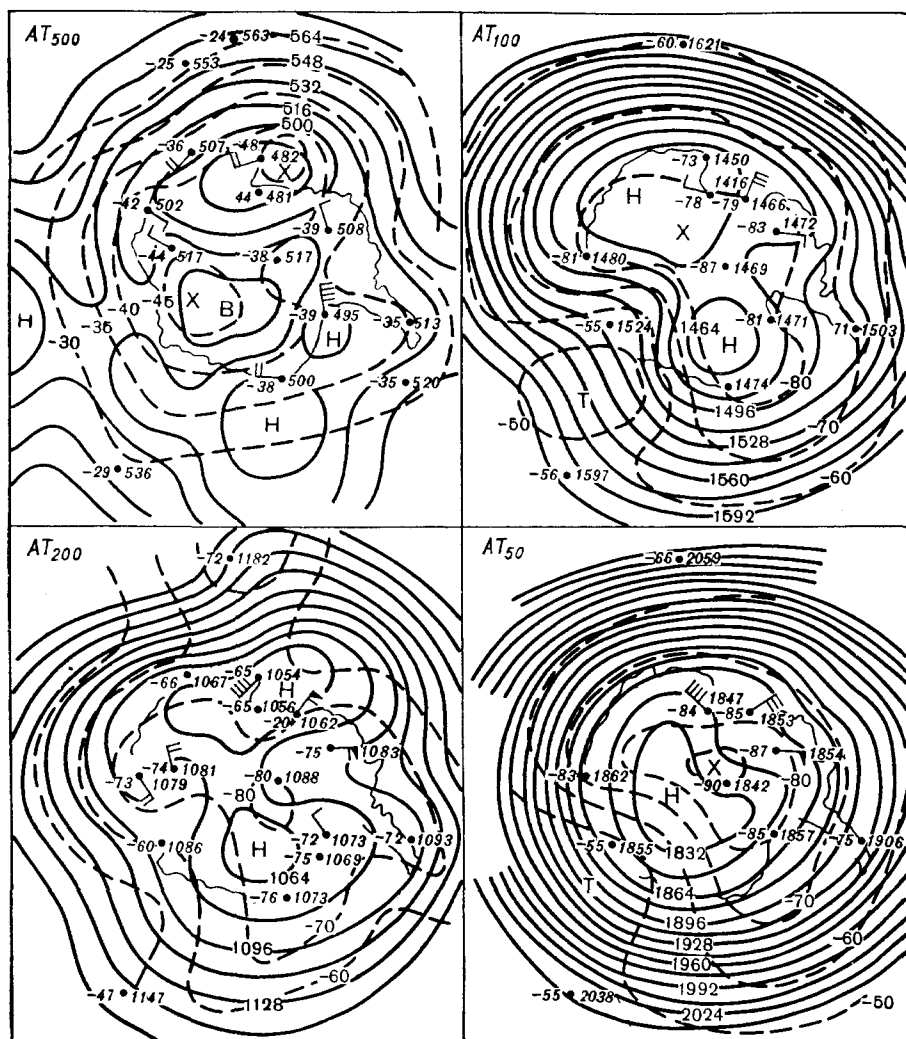 AT500
-24 563 564
-25 553 548
532
516
500
-36 507 -48 482 X
44 481
-42 502
-39 508
-44 517 -38 517
-45 X B
-40 -39 495
-35 H -35 513
H -30
-38 500 -35 520
H
-29 536
AT100
-60 1621
-73 1450
H 1416
-78 -79 1466
X -83 1472
-81 1480 -87 1469
-55 1524 1464 -81 1471 71 1503
H
T 1474 -80
-50 1496 -70
1528
-56 1597 1560 -60
1592
AT200
-72 1182
-65 1054
-66 1067 H
-65 1056
-20 1062
-75 1083
-74 1081 -80 1088
-73 1079 -80
-60 1086 H -72 1073 -72 1093
-75 1069
1064
-76 1073
-70
1096
-60
-47 1147 1128
AT50
-66 2059
1847
-84 -85 1853
-87 1854
-83 1862 X -80
H -90 1842
-55 1855 -85 1857 -75 1906
1832
T 1864 -70
1896
1928 -60
1960
-55 2038 1992 -50
2024